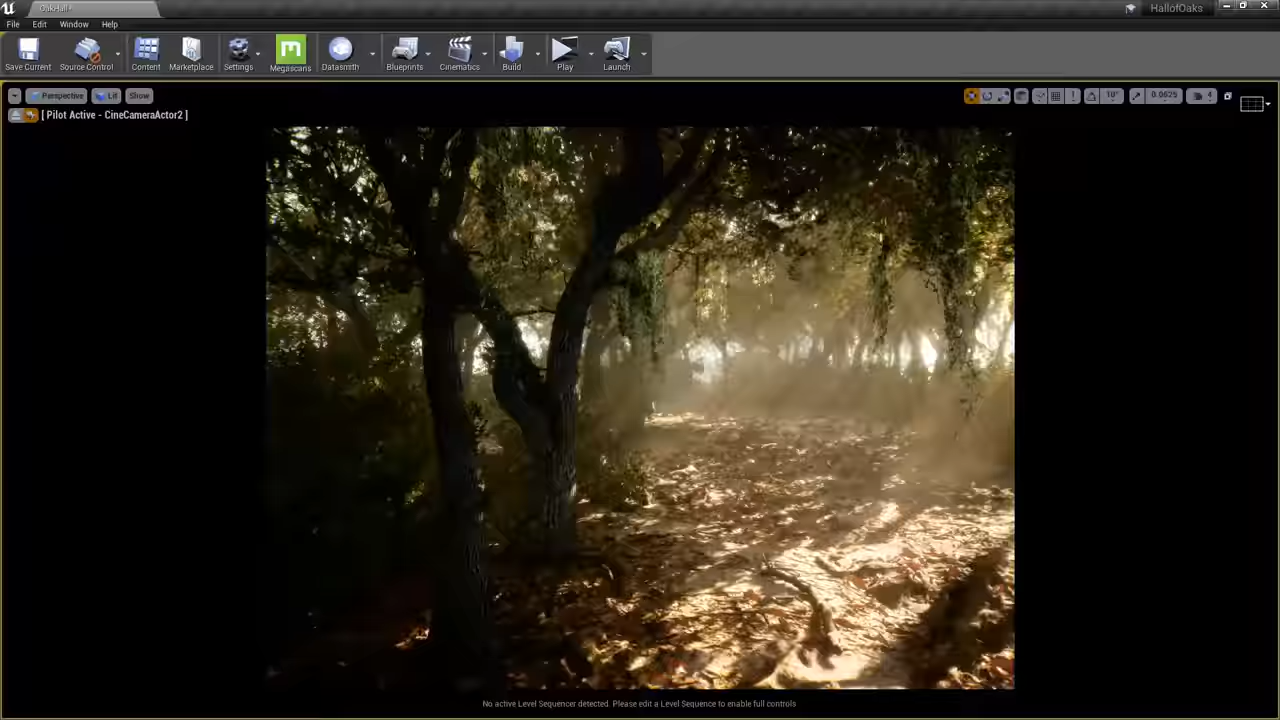 OakHall*
HallofOaks
File Edit Window Help
Save Current Source Control Content Marketplace Settings Megascans Datasmith Blueprints Cinematics Build Play Launch
Perspective Lit Show 10° 0.0625 4
[ Pilot Active - CineCameraActor2 ]
No active Level Sequencer detected. Please edit a Level Sequence to enable full controls